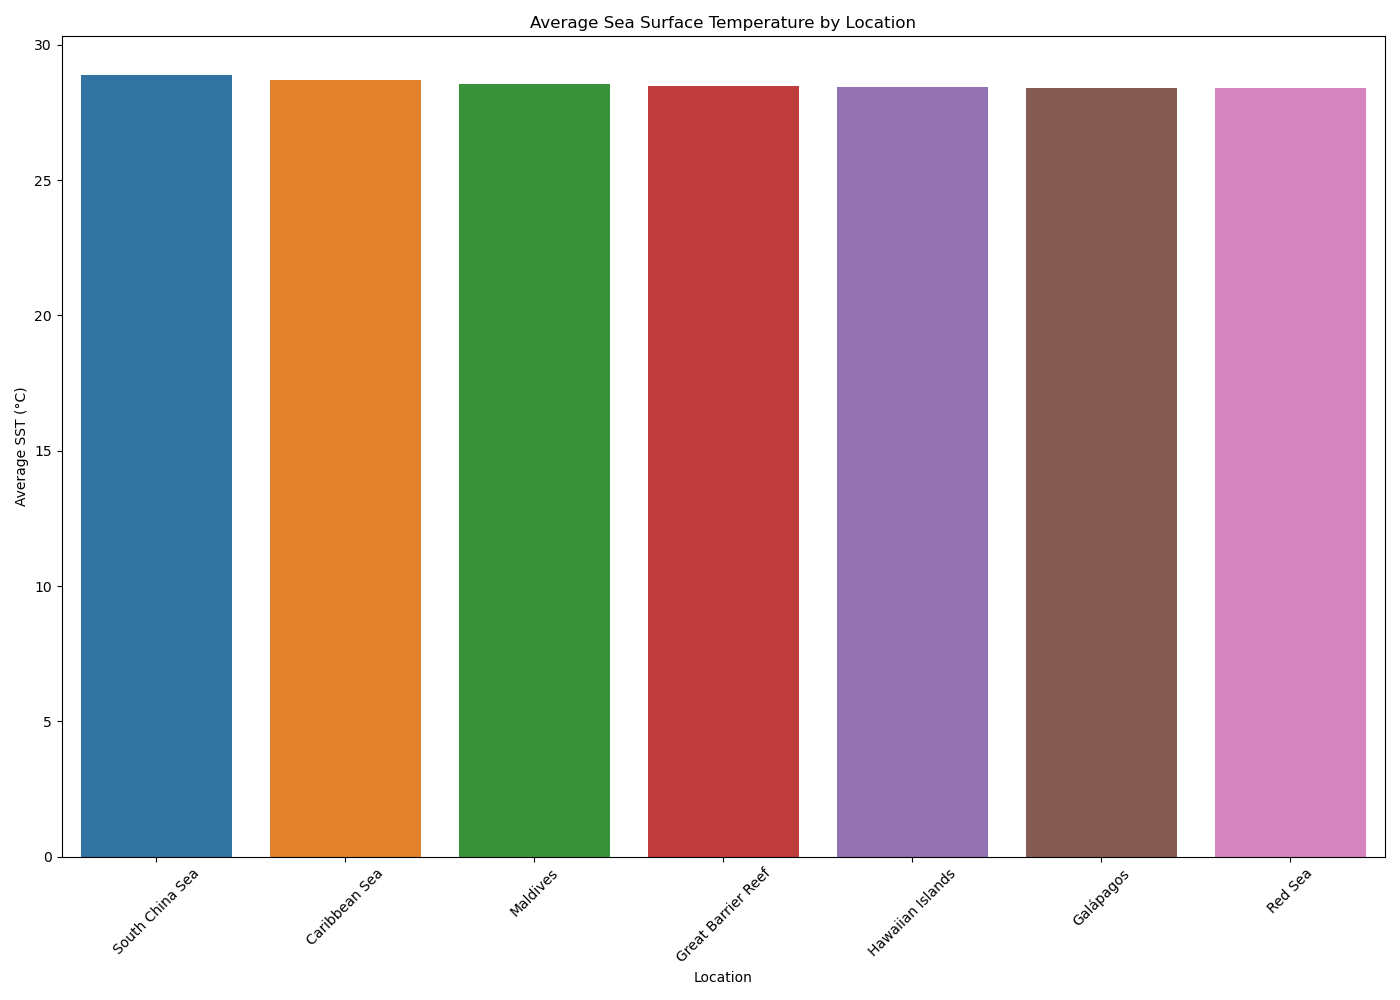 Average Sea Surface Temperature by Location
30
25
20
15
10
5
0
Average SST (°C)
South China Sea
Caribbean Sea
Maldives
Great Barrier Reef
Hawaiian Islands
Galápagos
Red Sea
Location